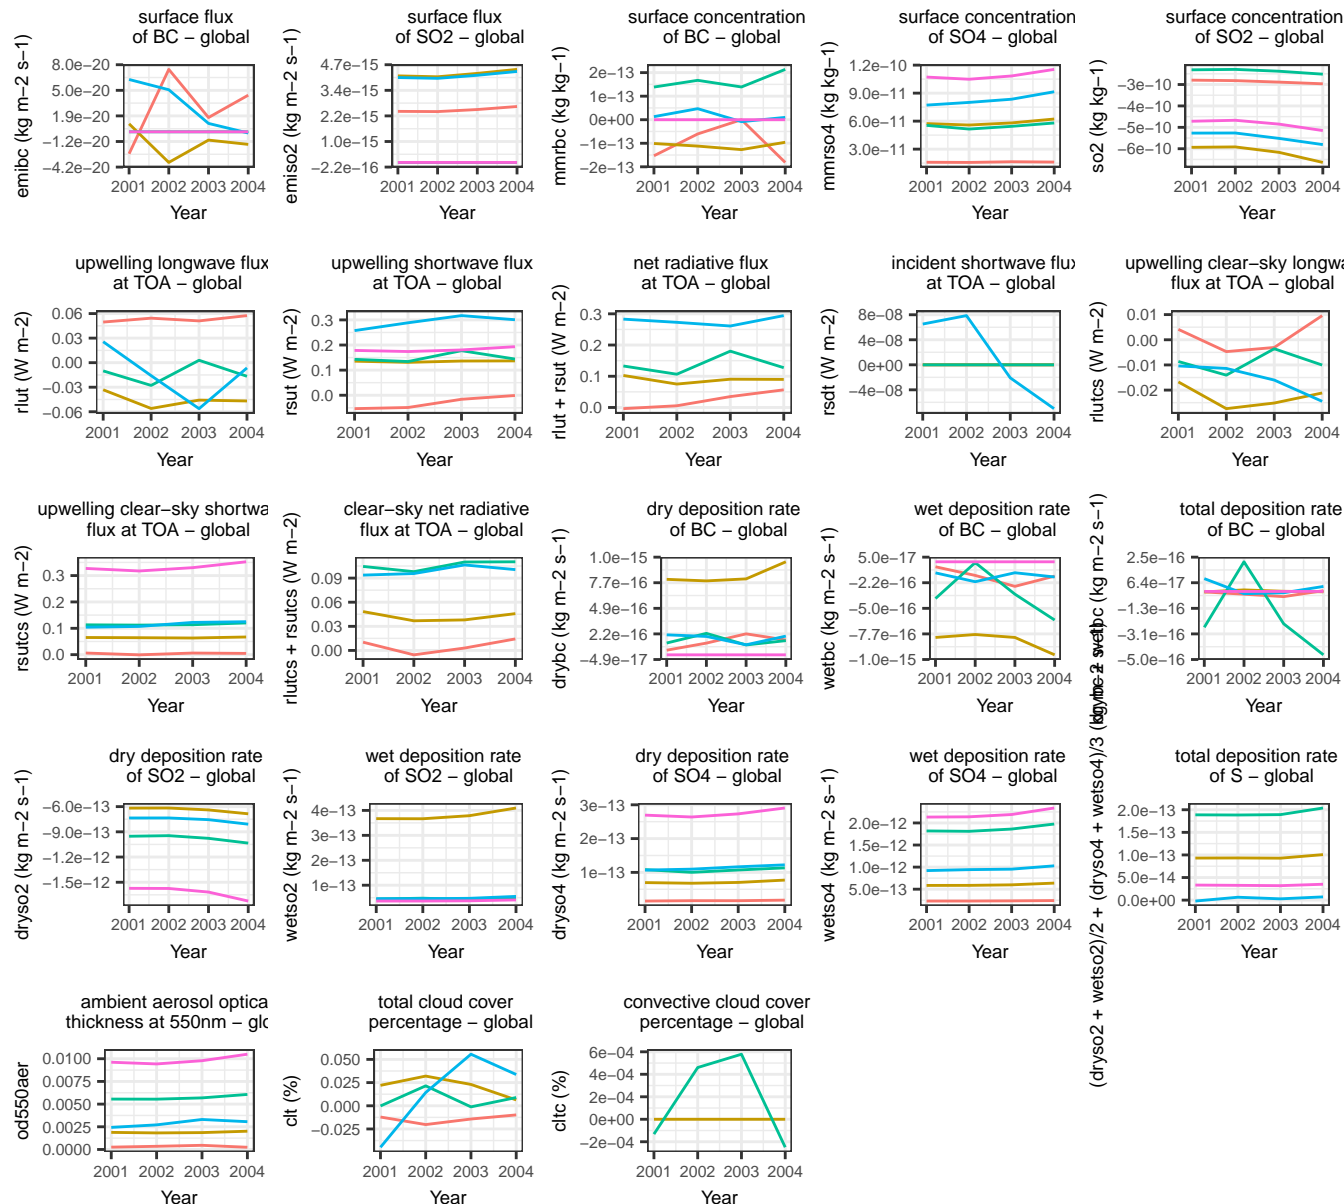 surface flux
of BC − global
emibc (kg m−2 s−1)
8.0e−20
5.0e−20
1.9e−20
−1.2e−20
−4.2e−20
2001 2002 2003 2004
Year
surface flux
of SO2 − global
emiso2 (kg m−2 s−1)
4.7e−15
3.4e−15
2.2e−15
1.0e−15
−2.2e−16
2001 2002 2003 2004
Year
surface concentration
of BC − global
mmrbc (kg kg−1)
2e−13
1e−13
0e+00
−1e−13
−2e−13
2001 2002 2003 2004
Year
surface concentration
of SO4 − global
mmrso4 (kg kg−1)
1.2e−10
9.0e−11
6.0e−11
3.0e−11
2001 2002 2003 2004
Year
surface concentration
of SO2 − global
so2 (kg kg−1)
−3e−10
−4e−10
−5e−10
−6e−10
2001 2002 2003 2004
Year
upwelling longwave flux
at TOA − global
rlut (W m−2)
0.06
0.03
0.00
−0.03
−0.06
2001 2002 2003 2004
Year
upwelling shortwave flux
at TOA − global
rsut (W m−2)
0.3
0.2
0.1
0.0
2001 2002 2003 2004
Year
net radiative flux
at TOA − global
rlut + rsut (W m−2)
0.3
0.2
0.1
0.0
2001 2002 2003 2004
Year
incident shortwave flux
at TOA − global
rsdt (W m−2)
8e−08
4e−08
0e+00
−4e−08
2001 2002 2003 2004
Year
upwelling clear−sky longwa
flux at TOA − global
rlutcs (W m−2)
0.01
0.00
−0.01
−0.02
2001 2002 2003 2004
Year
upwelling clear−sky shortwa
flux at TOA − global
rsutcs (W m−2)
0.3
0.2
0.1
0.0
2001 2002 2003 2004
Year
clear−sky net radiative
flux at TOA − global
rlutcs + rsutcs (W m−2)
0.09
0.06
0.03
0.00
2001 2002 2003 2004
Year
dry deposition rate
of BC − global
drybc (kg m−2 s−1)
1.0e−15
7.6e−16
4.9e−16
2.2e−16
−4.9e−17
2001 2002 2003 2004
Year
wet deposition rate
of BC − global
wetbc (kg m−2 s−1)
5.0e−17
−2.2e−16
−4.9e−16
−7.7e−16
−1.0e−15
2001 2002 2003 2004
Year
total deposition rate
of BC − global
2.5e−16
6.4e−17
−1.3e−16
−3.1e−16
−5.0e−16
2001 2002 2003 2004
Year
dry deposition rate
of SO2 − global
dryso2 (kg m−2 s−1)
−6.0e−13
−9.0e−13
−1.2e−12
−1.5e−12
2001 2002 2003 2004
Year
wet deposition rate
of SO2 − global
wetso2 (kg m−2 s−1)
4e−13
3e−13
2e−13
1e−13
2001 2002 2003 2004
Year
dry deposition rate
of SO4 − global
dryso4 (kg m−2 s−1)
3e−13
2e−13
1e−13
2001 2002 2003 2004
Year
wet deposition rate
of SO4 − global
wetso4 (kg m−2 s−1)
2.0e−12
1.5e−12
1.0e−12
5.0e−13
2001 2002 2003 2004
Year
total deposition rate
of S − global
(dryso2 + wetso2)/2 + (dryso4 + wetso4)/3
2.0e−13
1.5e−13
1.0e−13
5.0e−14
0.0e+00
2001 2002 2003 2004
Year
ambient aerosol optica
thickness at 550nm − glo
od550aer
0.0100
0.0075
0.0050
0.0025
0.0000
2001 2002 2003 2004
Year
total cloud cover
percentage − global
clt (%)
0.050
0.025
0.000
−0.025
2001 2002 2003 2004
Year
convective cloud cover
percentage − global
cltc (%)
6e−04
4e−04
2e−04
0e+00
−2e−04
2001 2002 2003 2004
Year